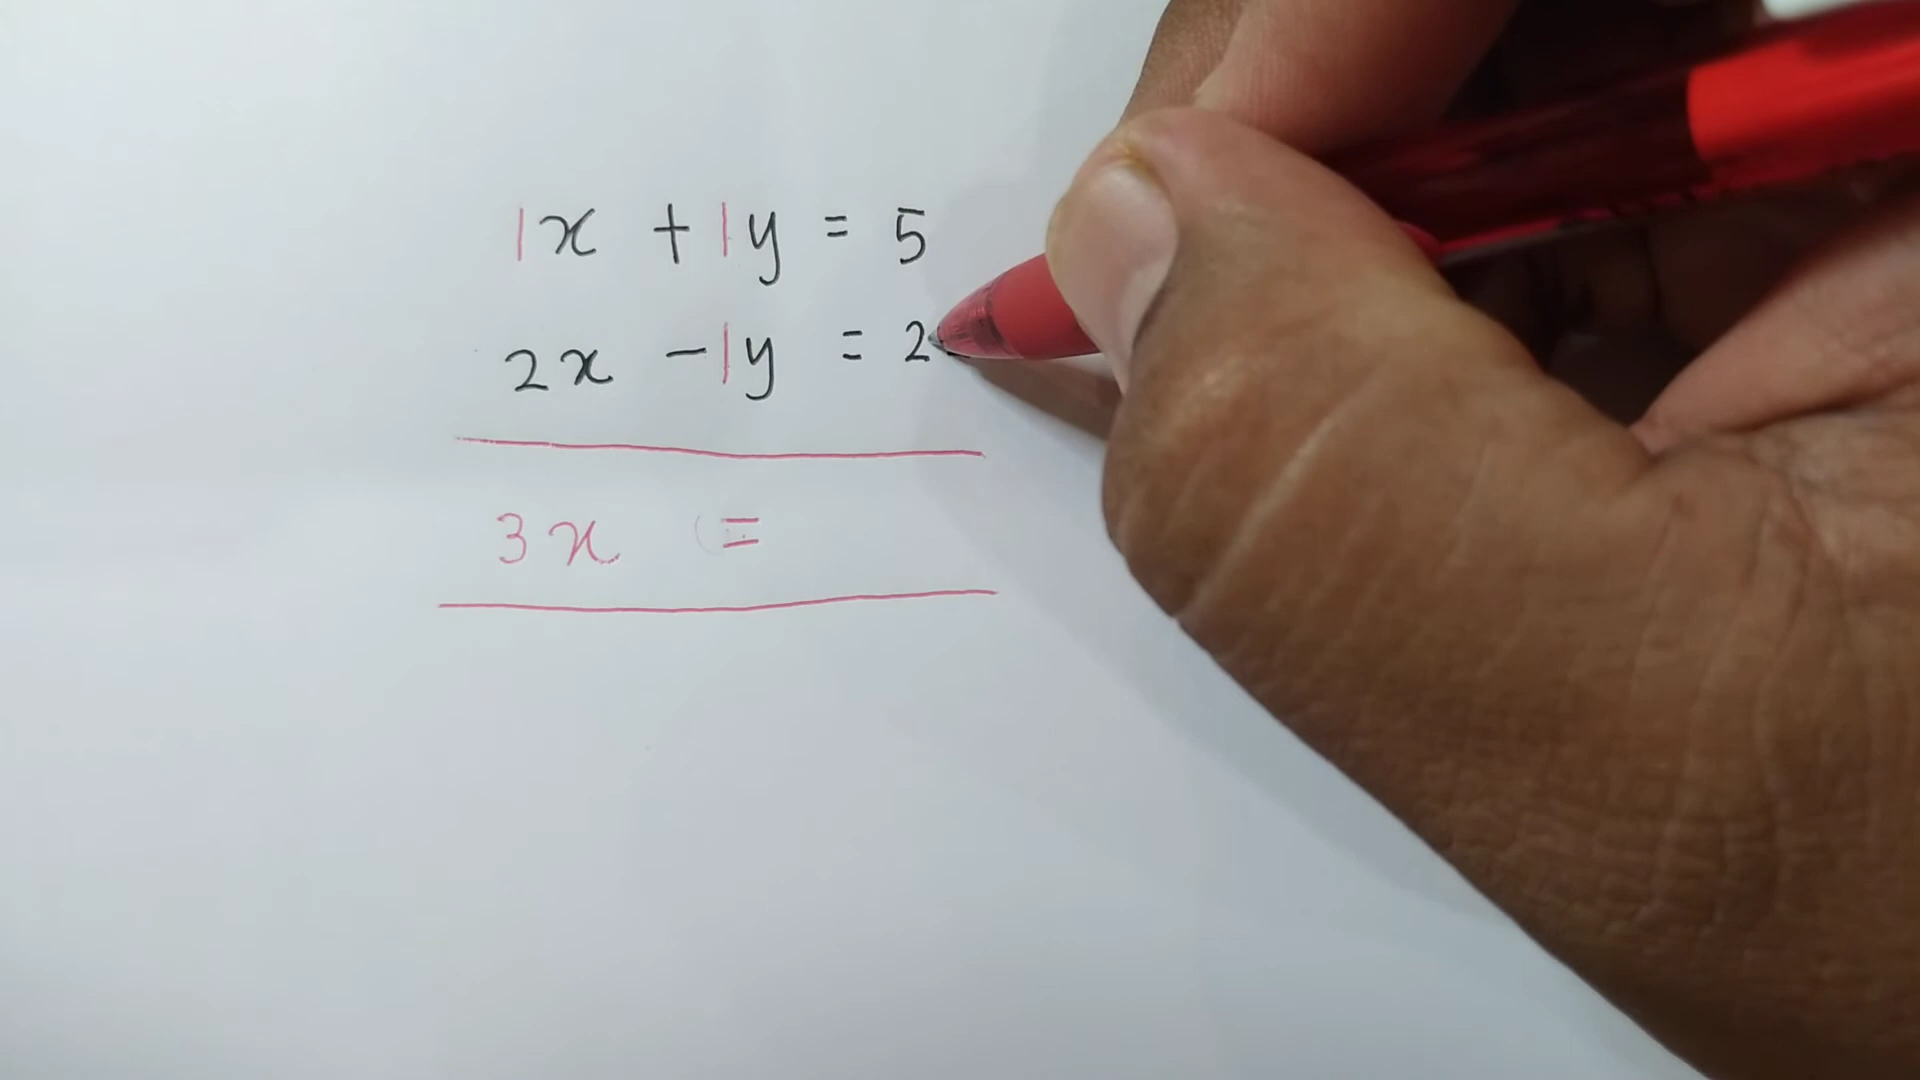 1x + 1y = 5
2x - 1y = 2
3x =